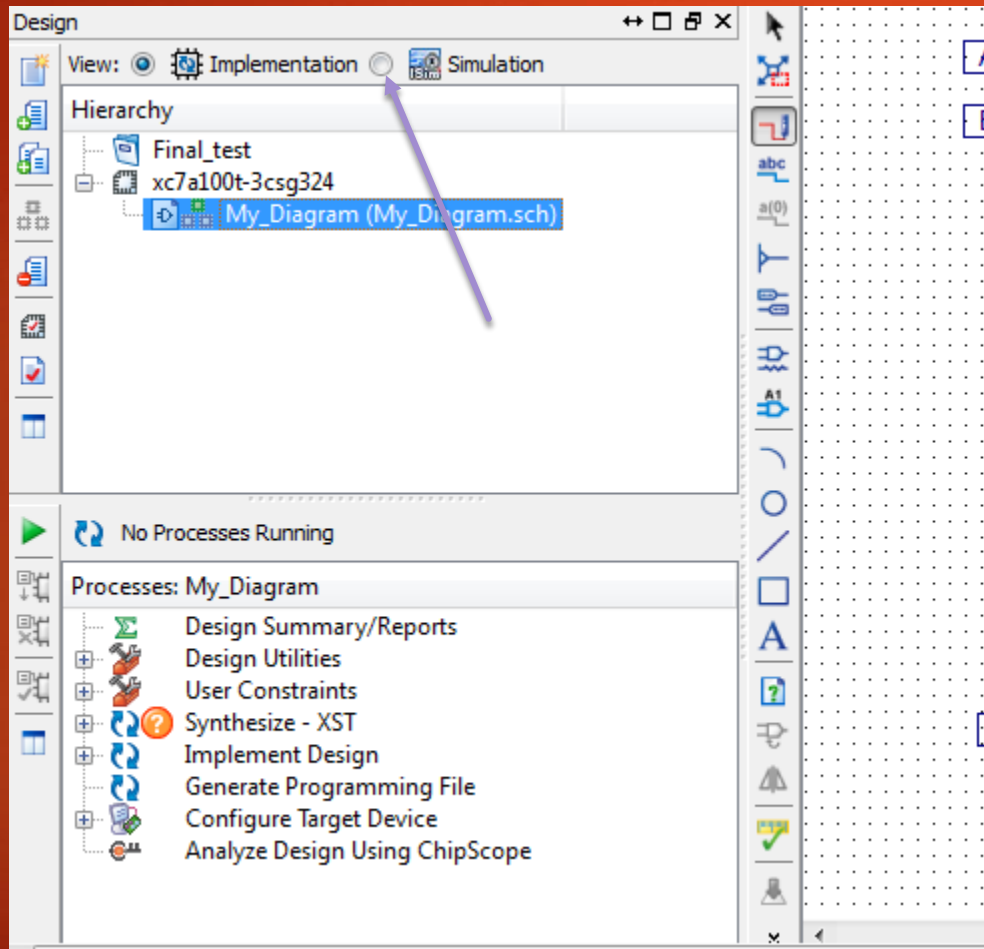 Design
View: Implementation Simulation
ISim
Hierarchy
Final_test
xc7a100t-3csg324
My_Diagram (My_Diagram.sch)
No Processes Running
Processes: My_Diagram
Design Summary/Reports
Design Utilities
User Constraints
Synthesize - XST
Implement Design
Generate Programming File
Configure Target Device
Analyze Design Using ChipScope
abc
a(0)
A1
A